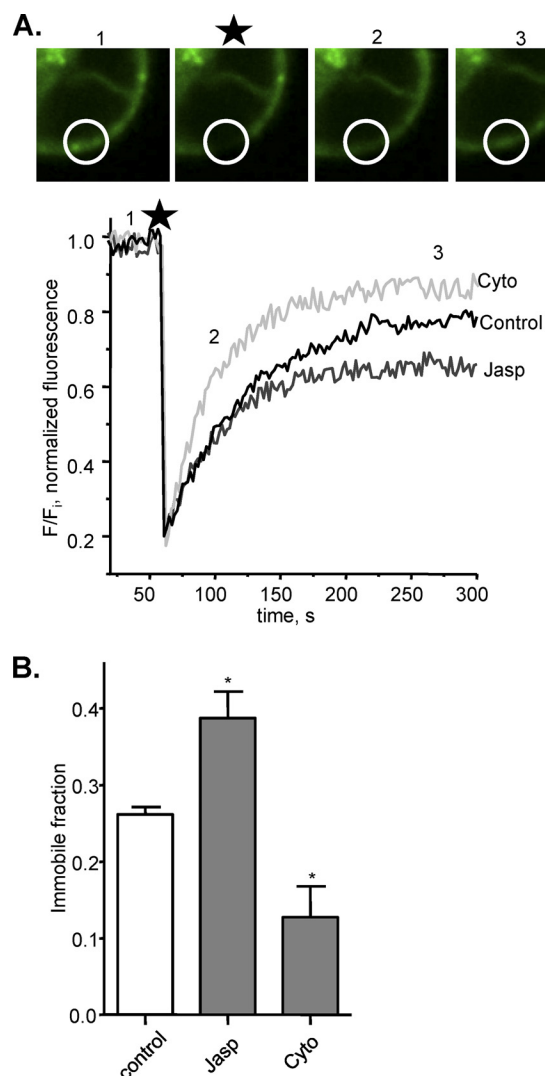 A.
1 ★ 2 3
1 ★
2
3
Cyto
Control
Jasp
F/Fi, normalized fluorescence
1.0
0.8
0.6
0.4
0.2
50 100 150 200 250 300
time, s
B.
Immobile fraction
0.4
0.3
0.2
0.1
0.0
*
*
control Jasp Cyto